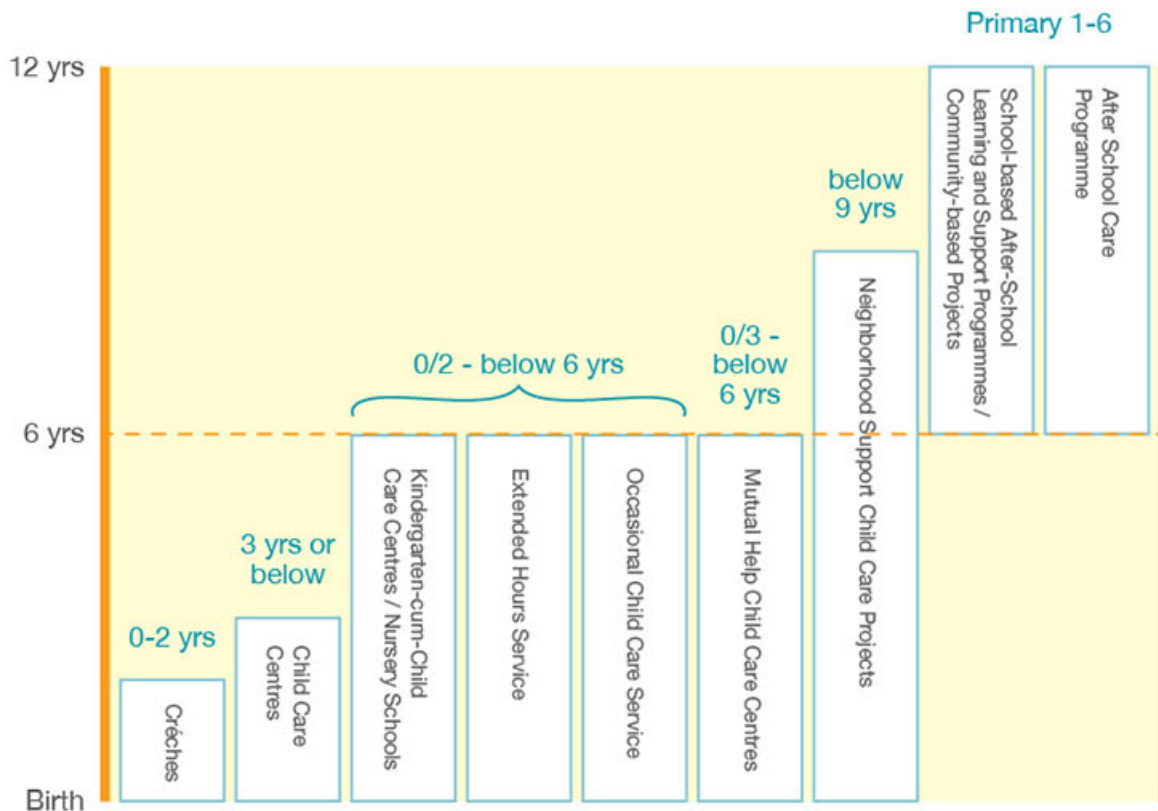 Primary 1-6
12 yrs
School-based After-School
Learning and Support Programmes /
Community-based Projects
After School Care
Programme
below
9 yrs
Neighborhood Support Child Care Projects
0/3 -
below
6 yrs
0/2 - below 6 yrs
6 yrs
Kindergarten-cum-Child
Care Centres / Nursery Schools
Extended Hours Service
Occasional Child Care Service
Mutual Help Child Care Centres
3 yrs or
below
Child Care
Centres
0-2 yrs
Créches
Birth